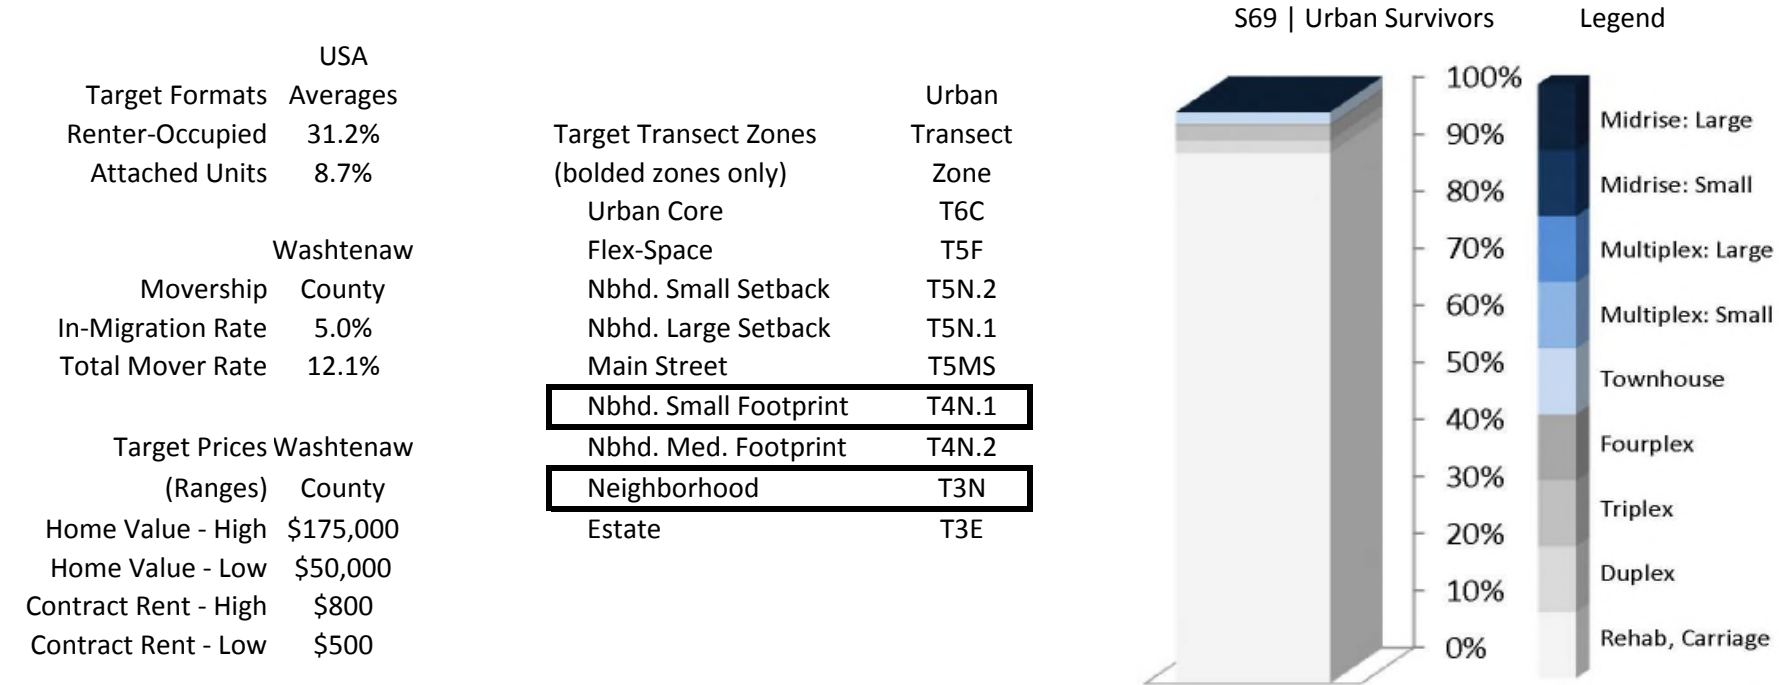 S69 | Urban Survivors
Legend
USA
Target Formats Averages
Renter-Occupied 31.2%
Attached Units 8.7%
Washtenaw
Movership County
In-Migration Rate 5.0%
Total Mover Rate 12.1%
Target Prices Washtenaw
(Ranges) County
Home Value - High $175,000
Home Value - Low $50,000
Contract Rent - High $800
Contract Rent - Low $500
Urban
Target Transect Zones Transect
(bolded zones only) Zone
Urban Core T6C
Flex-Space T5F
Nbhd. Small Setback T5N.2
Nbhd. Large Setback T5N.1
Main Street T5MS
Nbhd. Small Footprint T4N.1
Nbhd. Med. Footprint T4N.2
Neighborhood T3N
Estate T3E
100%
90%
80%
70%
60%
50%
40%
30%
20%
10%
0%
Midrise: Large
Midrise: Small
Multiplex: Large
Multiplex: Small
Townhouse
Fourplex
Triplex
Duplex
Rehab, Carriage